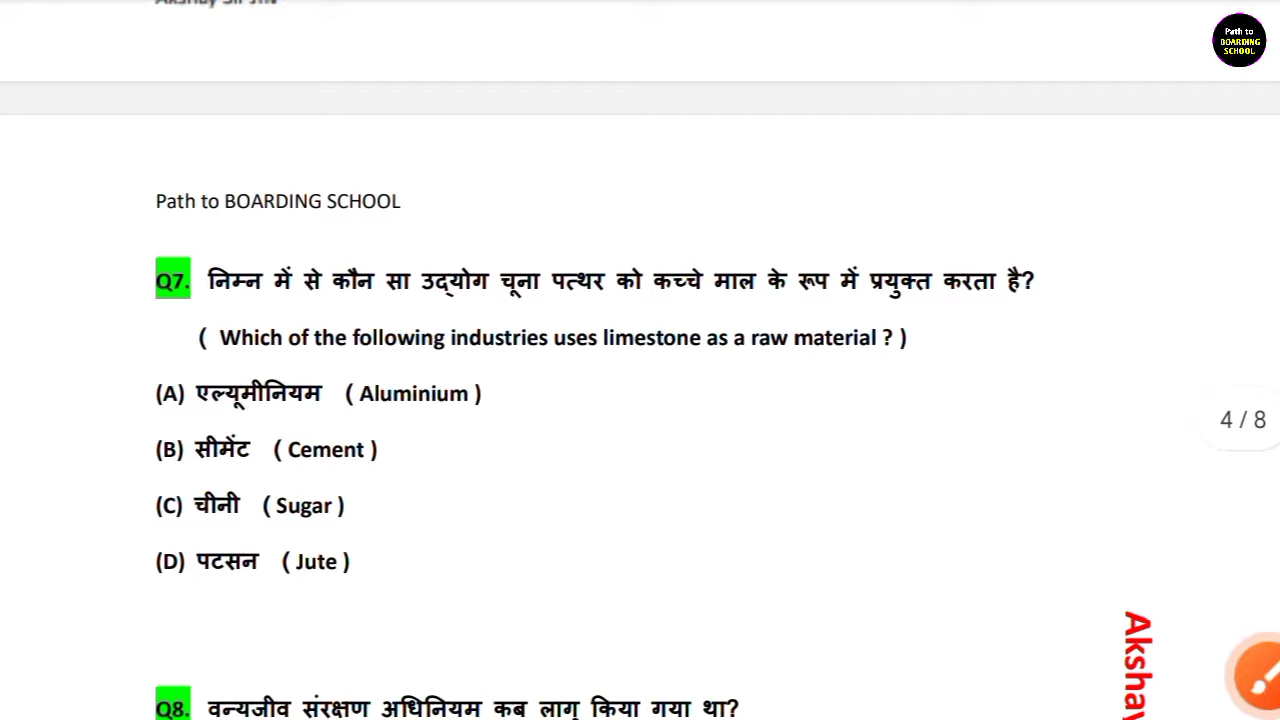 Path to
BOARDING
SCHOOL
Path to BOARDING SCHOOL
Q7. निम्न में से कौन सा उद्योग चूना पत्थर को कच्चे माल के रूप में प्रयुक्त करता है?
( Which of the following industries uses limestone as a raw material ? )
(A) एल्यूमीनियम ( Aluminium )
(B) सीमेंट ( Cement )
(C) चीनी ( Sugar )
(D) पटसन ( Jute )
4 / 8
Akshay
Q8. वन्यजीव संरक्षण अधिनियम कब लागू किया गया था?